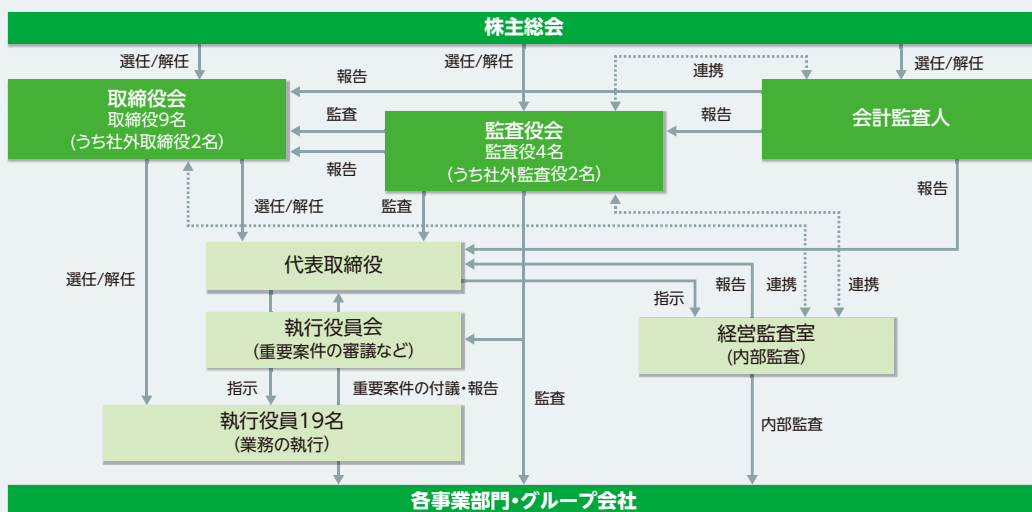 株主総会
選任/解任
選任/解任
選任/解任
報告
連携
取締役会
取締役9名
(うち社外取締役2名)
監査
報告
監査役会
監査役4名
(うち社外監査役2名)
報告
会計監査人
報告
選任/解任
監査
選任/解任
代表取締役
指示
報告
連携
連携
執行役員会
(重要案件の審議など)
経営監査室
(内部監査)
指示
重要案件の付議・報告
監査
内部監査
執行役員19名
(業務の執行)
各事業部門・グループ会社